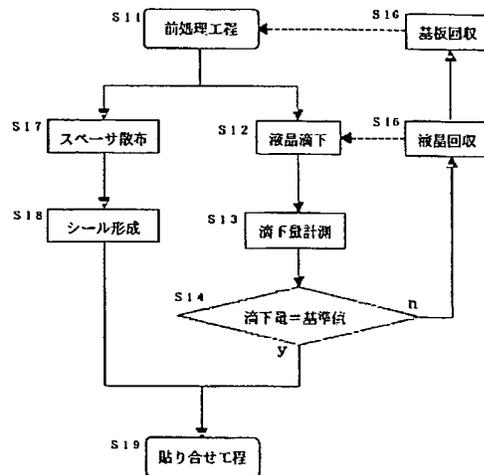 S11
前処理工程
S16
基板回収
S17
スペーサ散布
S12
液晶滴下
S15
液晶回収
S18
シール形成
S13
滴下量計測
S14
滴下量=基準値
n
y
S19
貼り合せ工程